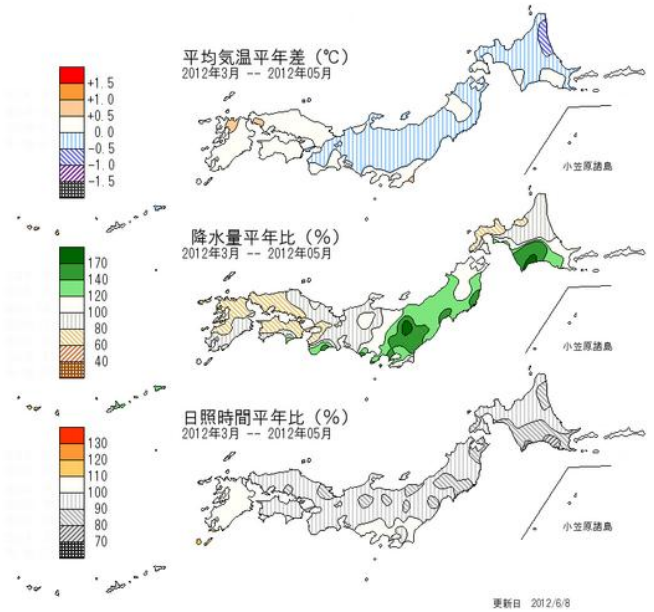 平均気温平年差（℃）
2012年3月 -- 2012年05月
+1.5
+1.0
+0.5
0.0
-0.5
-1.0
-1.5
小笠原諸島
降水量平年比（%）
2012年3月 -- 2012年05月
170
140
120
100
80
60
40
小笠原諸島
日照時間平年比（%）
2012年3月 -- 2012年05月
130
120
110
100
90
80
70
小笠原諸島
更新日 2012/6/8